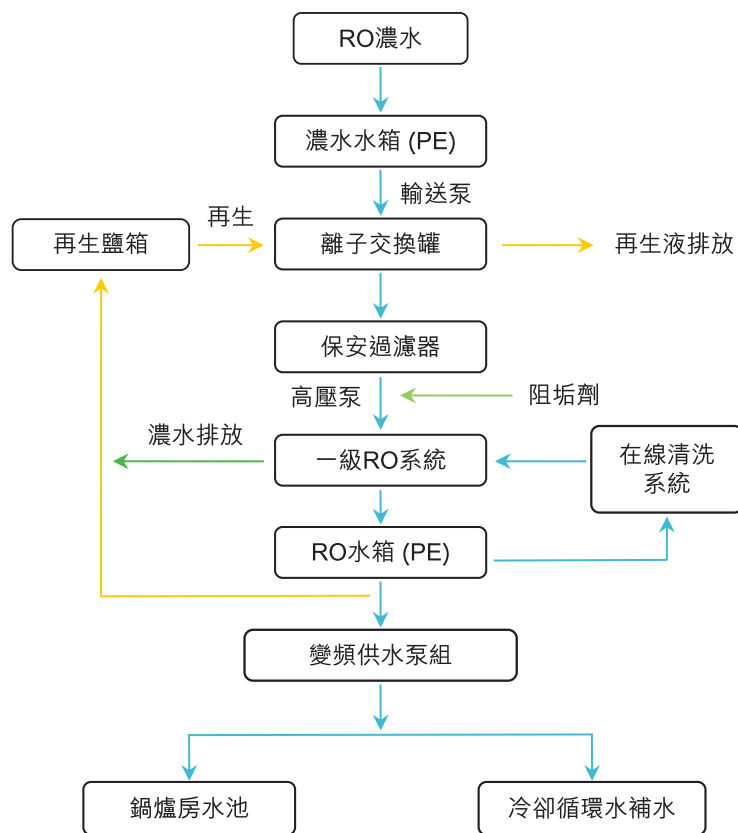 RO濃水
濃水水箱 (PE)
輸送泵
再生
再生鹽箱
離子交換罐
再生液排放
保安過濾器
高壓泵
阻垢劑
濃水排放
一級RO系統
在線清洗
系統
RO水箱 (PE)
變頻供水泵組
鍋爐房水池
冷卻循環水補水